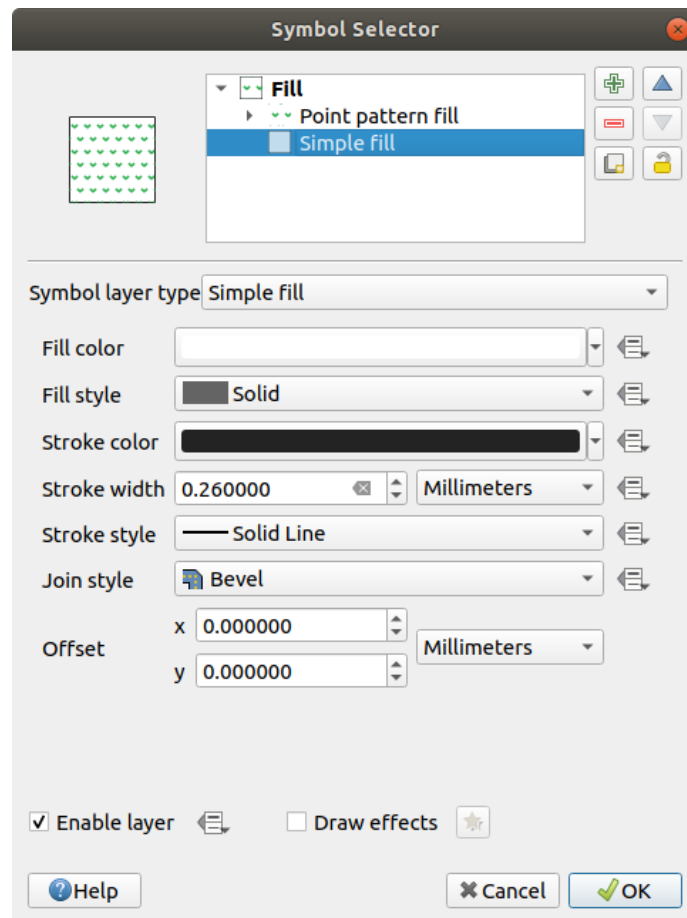 Symbol Selector
Fill
Point pattern fill
Simple fill
Symbol layer type Simple fill
Fill color
Fill style Solid
Stroke color
Stroke width 0.260000 Millimeters
Stroke style Solid Line
Join style Bevel
x 0.000000
Offset Millimeters
y 0.000000
Enable layer Draw effects
Help Cancel OK